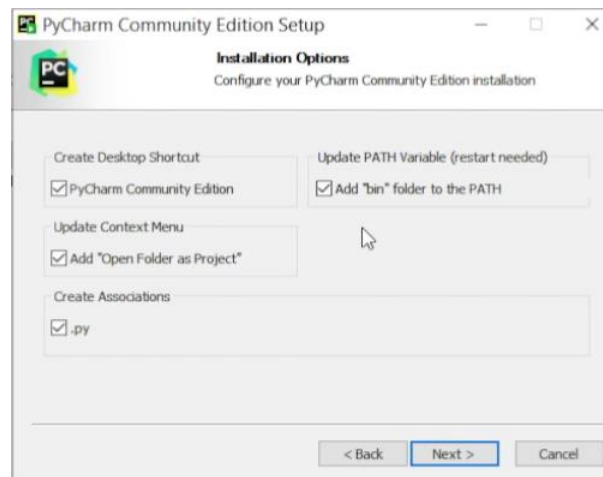 PyCharm Community Edition Setup
PC
Installation Options
Configure your PyCharm Community Edition installation
Create Desktop Shortcut
PyCharm Community Edition
Update PATH Variable (restart needed)
Add "bin" folder to the PATH
Update Context Menu
Add "Open Folder as Project"
Create Associations
.py
< Back
Next >
Cancel